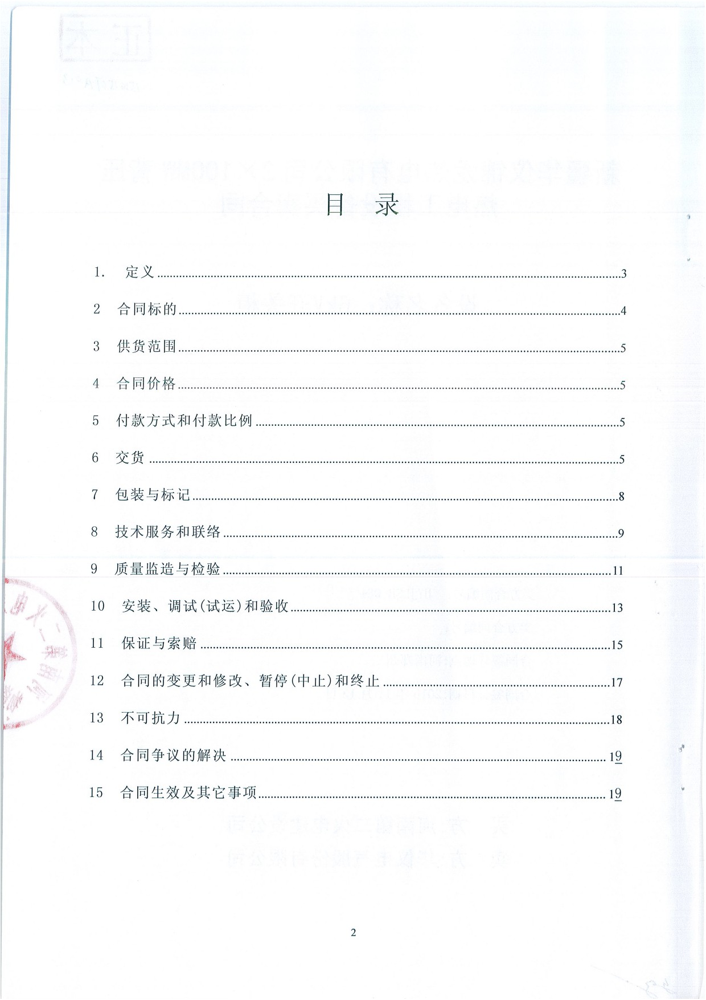 目 录
1. 定义........3
2 合同标的........4
3 供货范围........5
4 合同价格........5
5 付款方式和付款比例........5
6 交货........5
7 包装与标记........8
8 技术服务和联络........9
9 质量监造与检验........11
10 安装、调试(试运)和验收........13
11 保证与索赔........15
12 合同的变更和修改、暂停(中止)和终止........17
13 不可抗力........18
14 合同争议的解决........19
15 合同生效及其它事项........19
河南第二火电
2